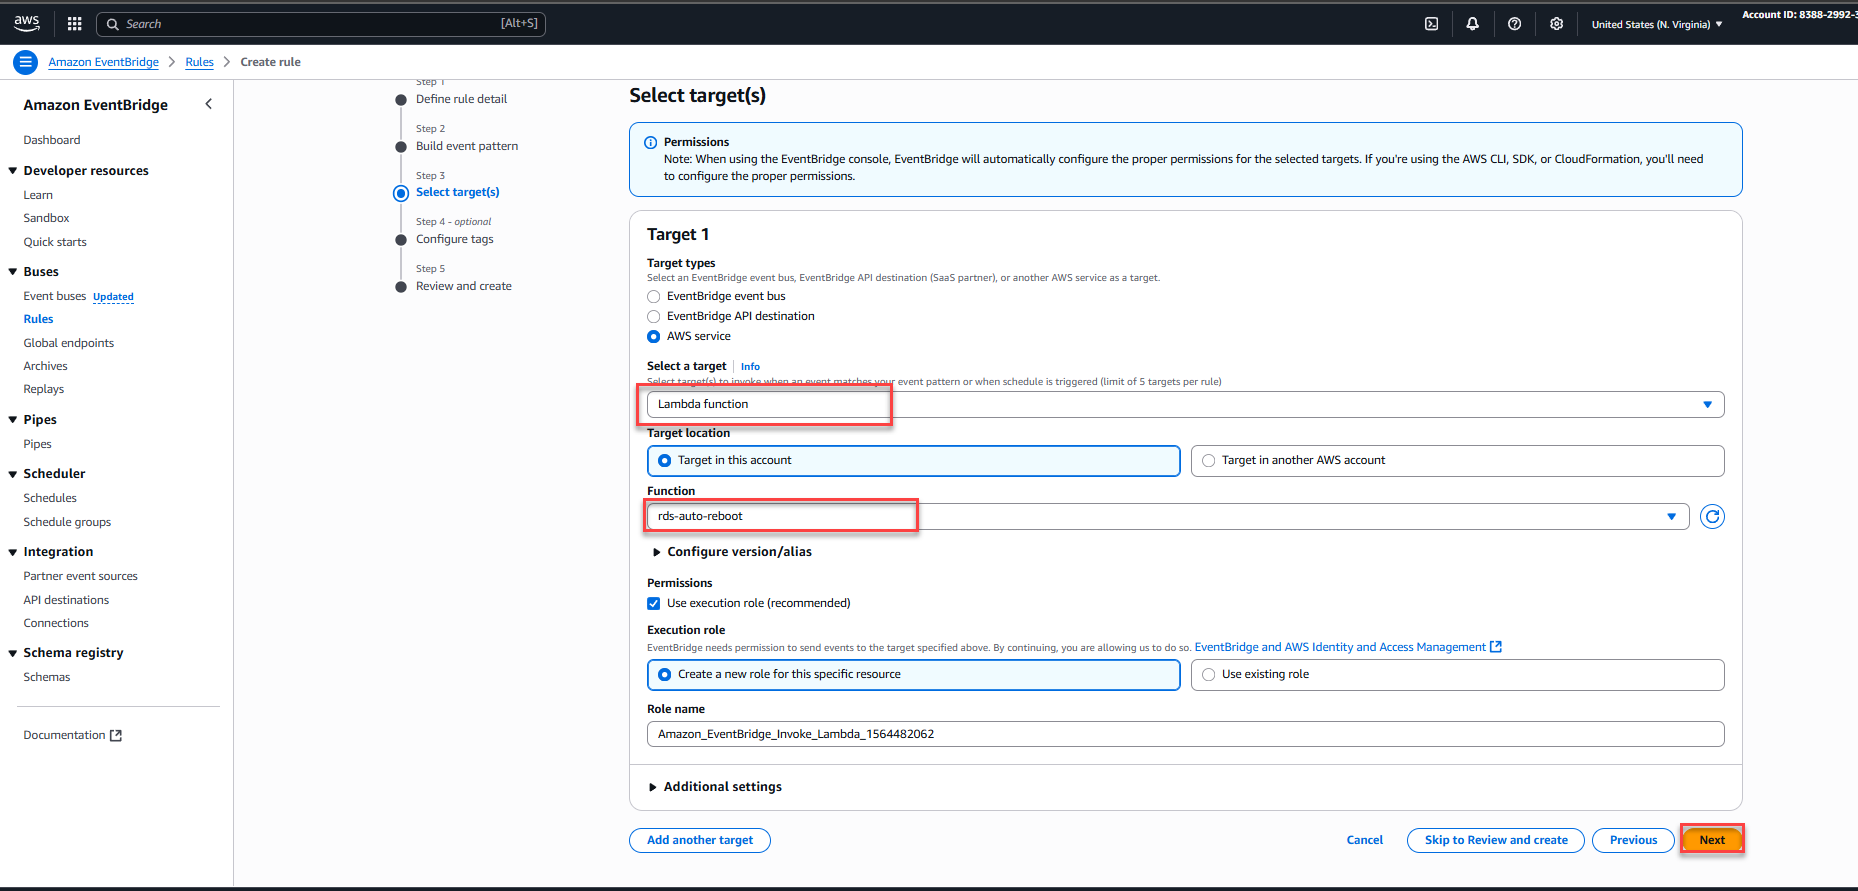 aws
Search
[Alt+S]
United States (N. Virginia)
Account ID: 8388-2992-
Amazon EventBridge
Rules
Create rule
Amazon EventBridge
Dashboard
Developer resources
Learn
Sandbox
Quick starts
Buses
Event buses Updated
Rules
Global endpoints
Archives
Replays
Pipes
Pipes
Scheduler
Schedules
Schedule groups
Integration
Partner event sources
API destinations
Connections
Schema registry
Schemas
Documentation
Step 1
Define rule detail
Step 2
Build event pattern
Step 3
Select target(s)
Step 4 - optional
Configure tags
Step 5
Review and create
Select target(s)
Permissions
Note: When using the EventBridge console, EventBridge will automatically configure the proper permissions for the selected targets. If you're using the AWS CLI, SDK, or CloudFormation, you'll need
to configure the proper permissions.
Target 1
Target types
Select an EventBridge event bus, EventBridge API destination (SaaS partner), or another AWS service as a target.
EventBridge event bus
EventBridge API destination
AWS service
Select a target Info
Select target(s) to invoke when an event matches your event pattern or when schedule is triggered (limit of 5 targets per rule)
Lambda function
Target location
Target in this account
Target in another AWS account
Function
rds-auto-reboot
Configure version/alias
Permissions
Use execution role (recommended)
Execution role
EventBridge needs permission to send events to the target specified above. By continuing, you are allowing us to do so. EventBridge and AWS Identity and Access Management
Create a new role for this specific resource
Use existing role
Role name
Amazon_EventBridge_Invoke_Lambda_1564482062
Additional settings
Add another target
Cancel
Skip to Review and create
Previous
Next